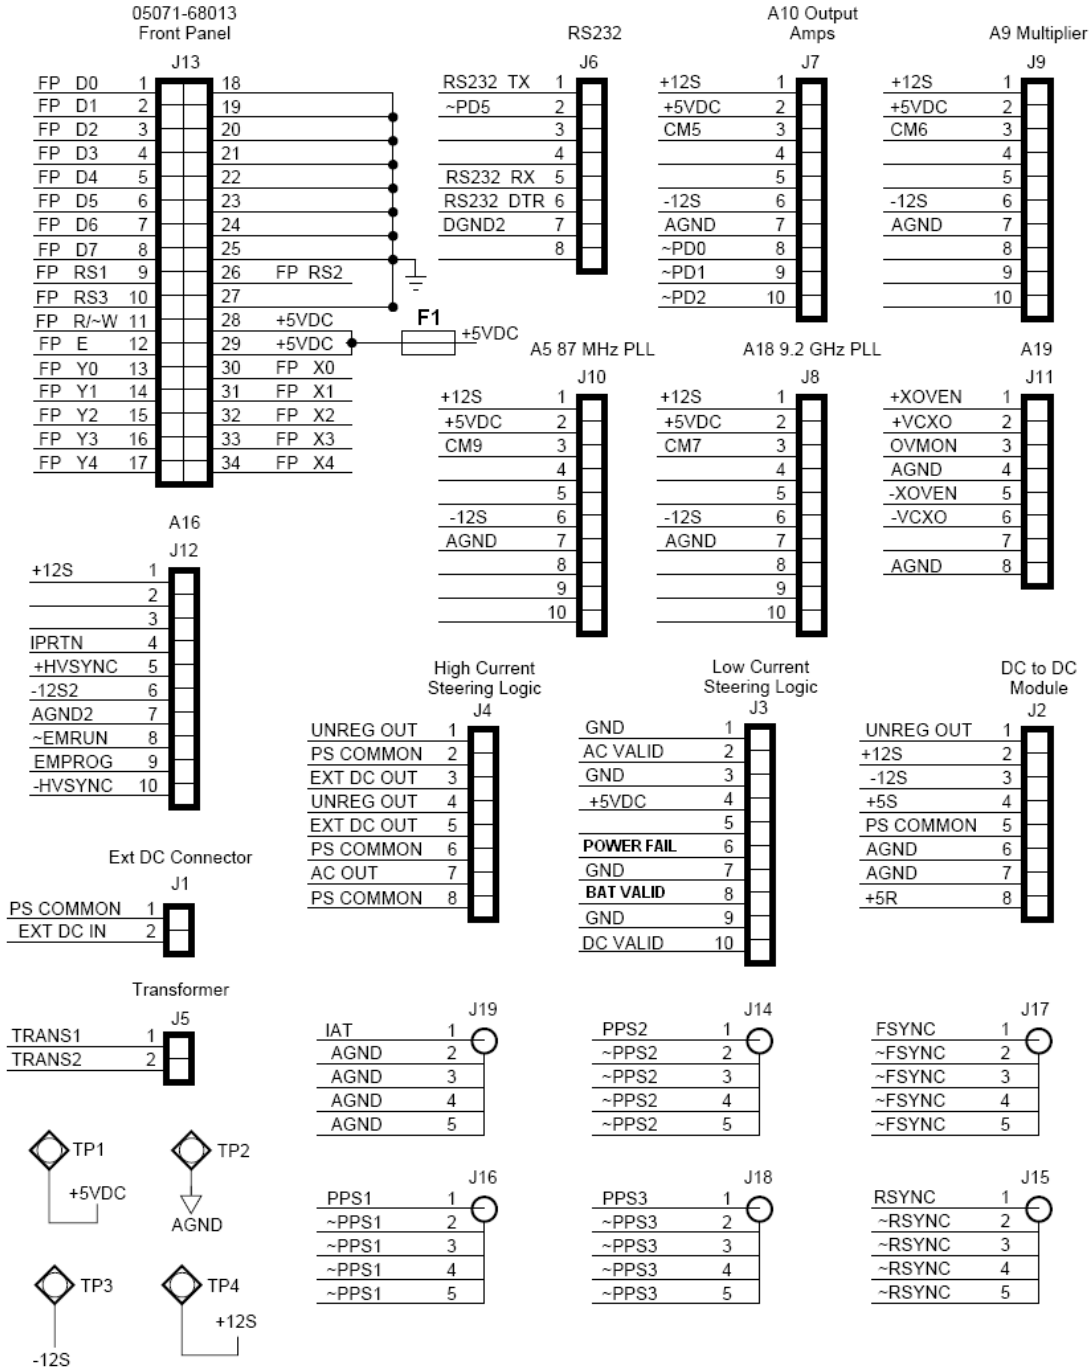 05071-68013
Front Panel
J13
FP D0 1 18
FP D1 2 19
FP D2 3 20
FP D3 4 21
FP D4 5 22
FP D5 6 23
FP D6 7 24
FP D7 8 25
FP RS1 9 26 FP RS2
FP RS3 10 27
FP R/~W 11 28 +5VDC
FP E 12 29 +5VDC
FP Y0 13 30 FP X0
FP Y1 14 31 FP X1
FP Y2 15 32 FP X2
FP Y3 16 33 FP X3
FP Y4 17 34 FP X4
F1
+5VDC
RS232
J6
RS232 TX 1
~PD5 2
3
4
RS232 RX 5
RS232 DTR 6
DGND2 7
8
A10 Output
Amps
J7
+12S 1
+5VDC 2
CM5 3
4
5
-12S 6
AGND 7
~PD0 8
~PD1 9
~PD2 10
A9 Multiplier
J9
+12S 1
+5VDC 2
CM6 3
4
5
-12S 6
AGND 7
8
9
10
A5 87 MHz PLL
J10
+12S 1
+5VDC 2
CM9 3
4
5
-12S 6
AGND 7
8
9
10
A18 9.2 GHz PLL
J8
+12S 1
+5VDC 2
CM7 3
4
5
-12S 6
AGND 7
8
9
10
A19
J11
+XOVEN 1
+VCXO 2
OVMON 3
AGND 4
-XOVEN 5
-VCXO 6
7
AGND 8
A16
J12
+12S 1
2
3
IPRTN 4
+HVSYNC 5
-12S2 6
AGND2 7
~EMRUN 8
EMPROG 9
-HVSYNC 10
High Current
Steering Logic
J4
UNREG OUT 1
PS COMMON 2
EXT DC OUT 3
UNREG OUT 4
EXT DC OUT 5
PS COMMON 6
AC OUT 7
PS COMMON 8
Low Current
Steering Logic
J3
GND 1
AC VALID 2
GND 3
+5VDC 4
5
POWER FAIL 6
GND 7
BAT VALID 8
GND 9
DC VALID 10
DC to DC
Module
J2
UNREG OUT 1
+12S 2
-12S 3
+5S 4
PS COMMON 5
AGND 6
AGND 7
+5R 8
Ext DC Connector
J1
PS COMMON 1
EXT DC IN 2
Transformer
J5
TRANS1 1
TRANS2 2
J19
IAT 1
AGND 2
AGND 3
AGND 4
AGND 5
J14
PPS2 1
~PPS2 2
~PPS2 3
~PPS2 4
~PPS2 5
J17
FSYNC 1
~FSYNC 2
~FSYNC 3
~FSYNC 4
~FSYNC 5
TP1
+5VDC
TP2
AGND
TP3
-12S
TP4
+12S
J16
PPS1 1
~PPS1 2
~PPS1 3
~PPS1 4
~PPS1 5
J18
PPS3 1
~PPS3 2
~PPS3 3
~PPS3 4
~PPS3 5
J15
RSYNC 1
~RSYNC 2
~RSYNC 3
~RSYNC 4
~RSYNC 5